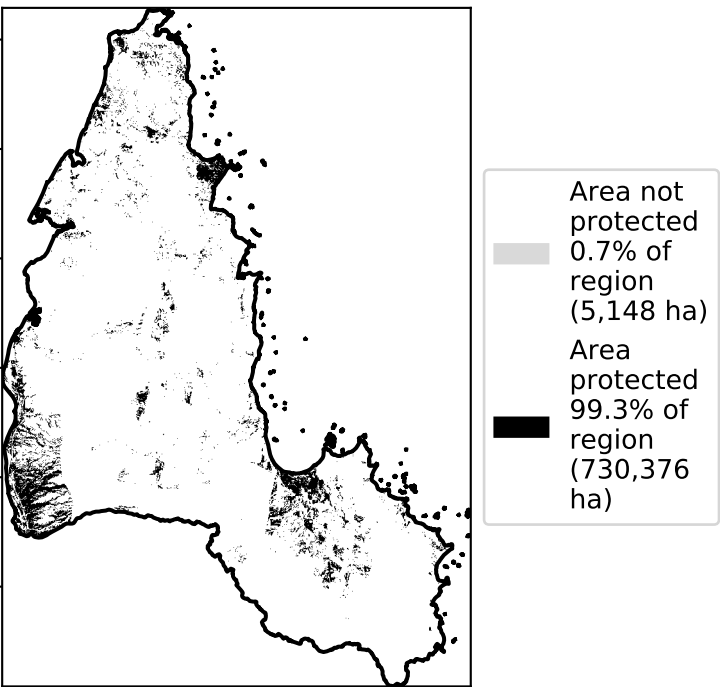 Area not
protected
0.7% of
region
(5,148 ha)
Area
protected
99.3% of
region
(730,376
ha)